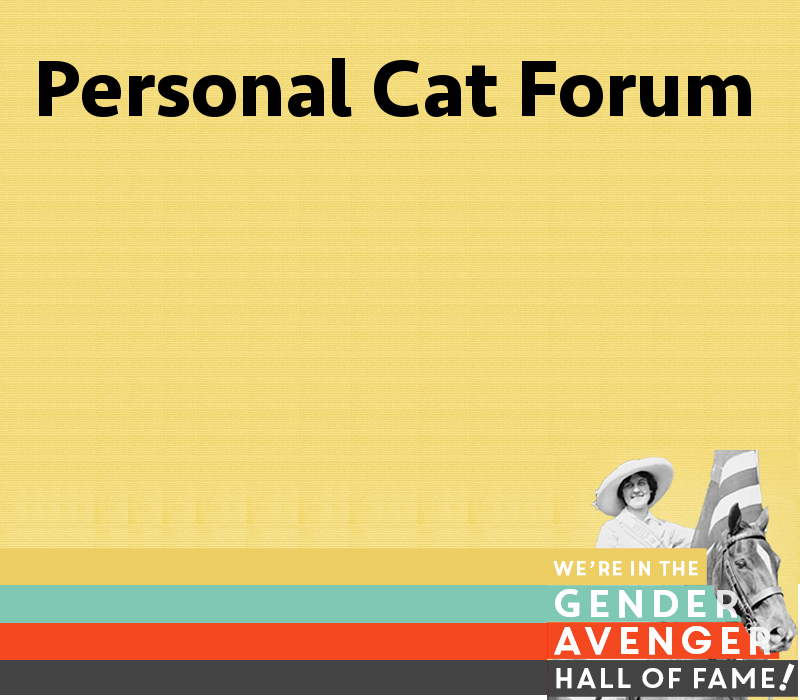 Personal Cat Forum
WE'RE IN THE
GENDER
AVENGER
HALL OF FAME!